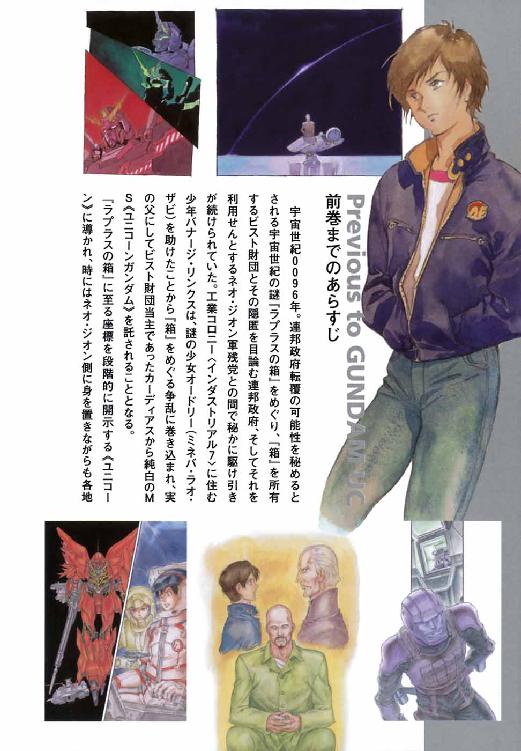 Previous to GUNDAM UC
前巻までのあらすじ
宇宙世紀0096年。連邦政府転覆の可能性を秘めると
される宇宙世紀の謎『ラプラスの箱』をめぐり、『箱』を所有
するビスト財団とその隠匿を目論む連邦政府、そしてそれを
利用せんとするネオ・ジオン軍残党との間で秘かに駆け引き
が続けられていた。工業コロニー〈インダストリアル7〉に住む
少年バナージ・リンクスは、謎の少女オードリー（ミネバ・ラオ・
ザビ）を助けたことから『箱』をめぐる争乱に巻き込まれ、実
の父にしてビスト財団当主であったカーディアスから純白のM
S《ユニコーンガンダム》を託されることとなる。
『ラプラスの箱』に至る座標を段階的に開示する《ユニコー
ン》に導かれ、時にはネオ・ジオン側に身を置きながらも各地